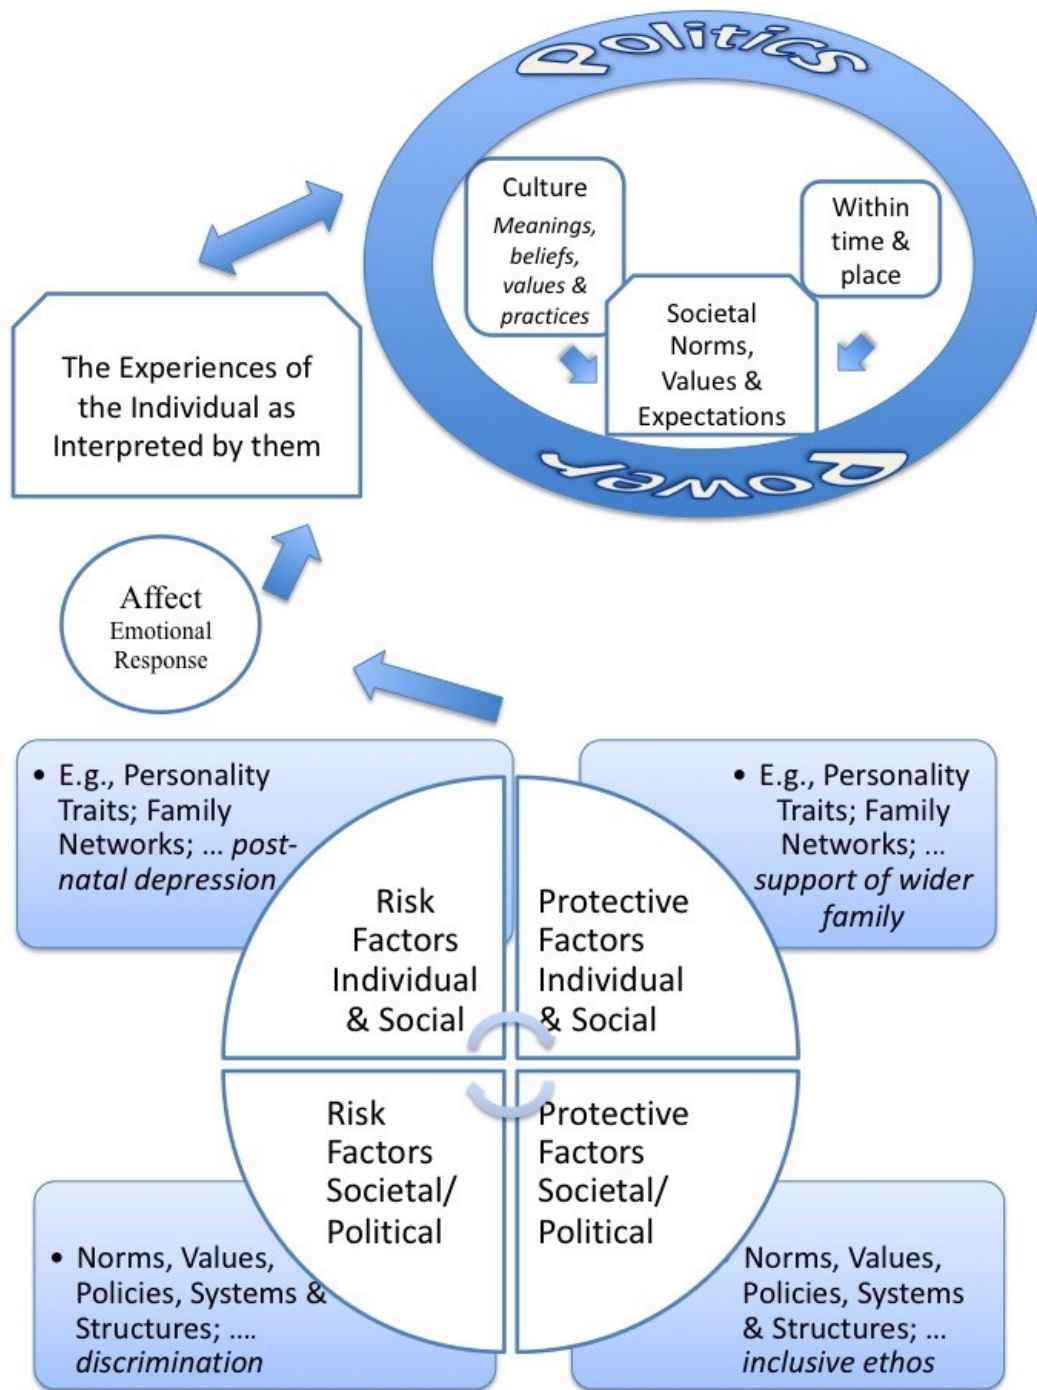 Politics
Culture
Meanings,
beliefs,
values &
practices
Within
time &
place
Societal
Norms,
Values &
Expectations
Power
The Experiences of
the Individual as
Interpreted by them
Affect
Emotional
Response
• E.g., Personality
Traits; Family
Networks; ... post-
natal depression
• E.g., Personality
Traits; Family
Networks; ...
support of wider
family
Risk
Factors
Individual
& Social
Protective
Factors
Individual
& Social
Risk
Factors
Societal/
Political
Protective
Factors
Societal/
Political
• Norms, Values,
Policies, Systems &
Structures; ....
discrimination
• Norms, Values,
Policies, Systems
& Structures; ...
inclusive ethos